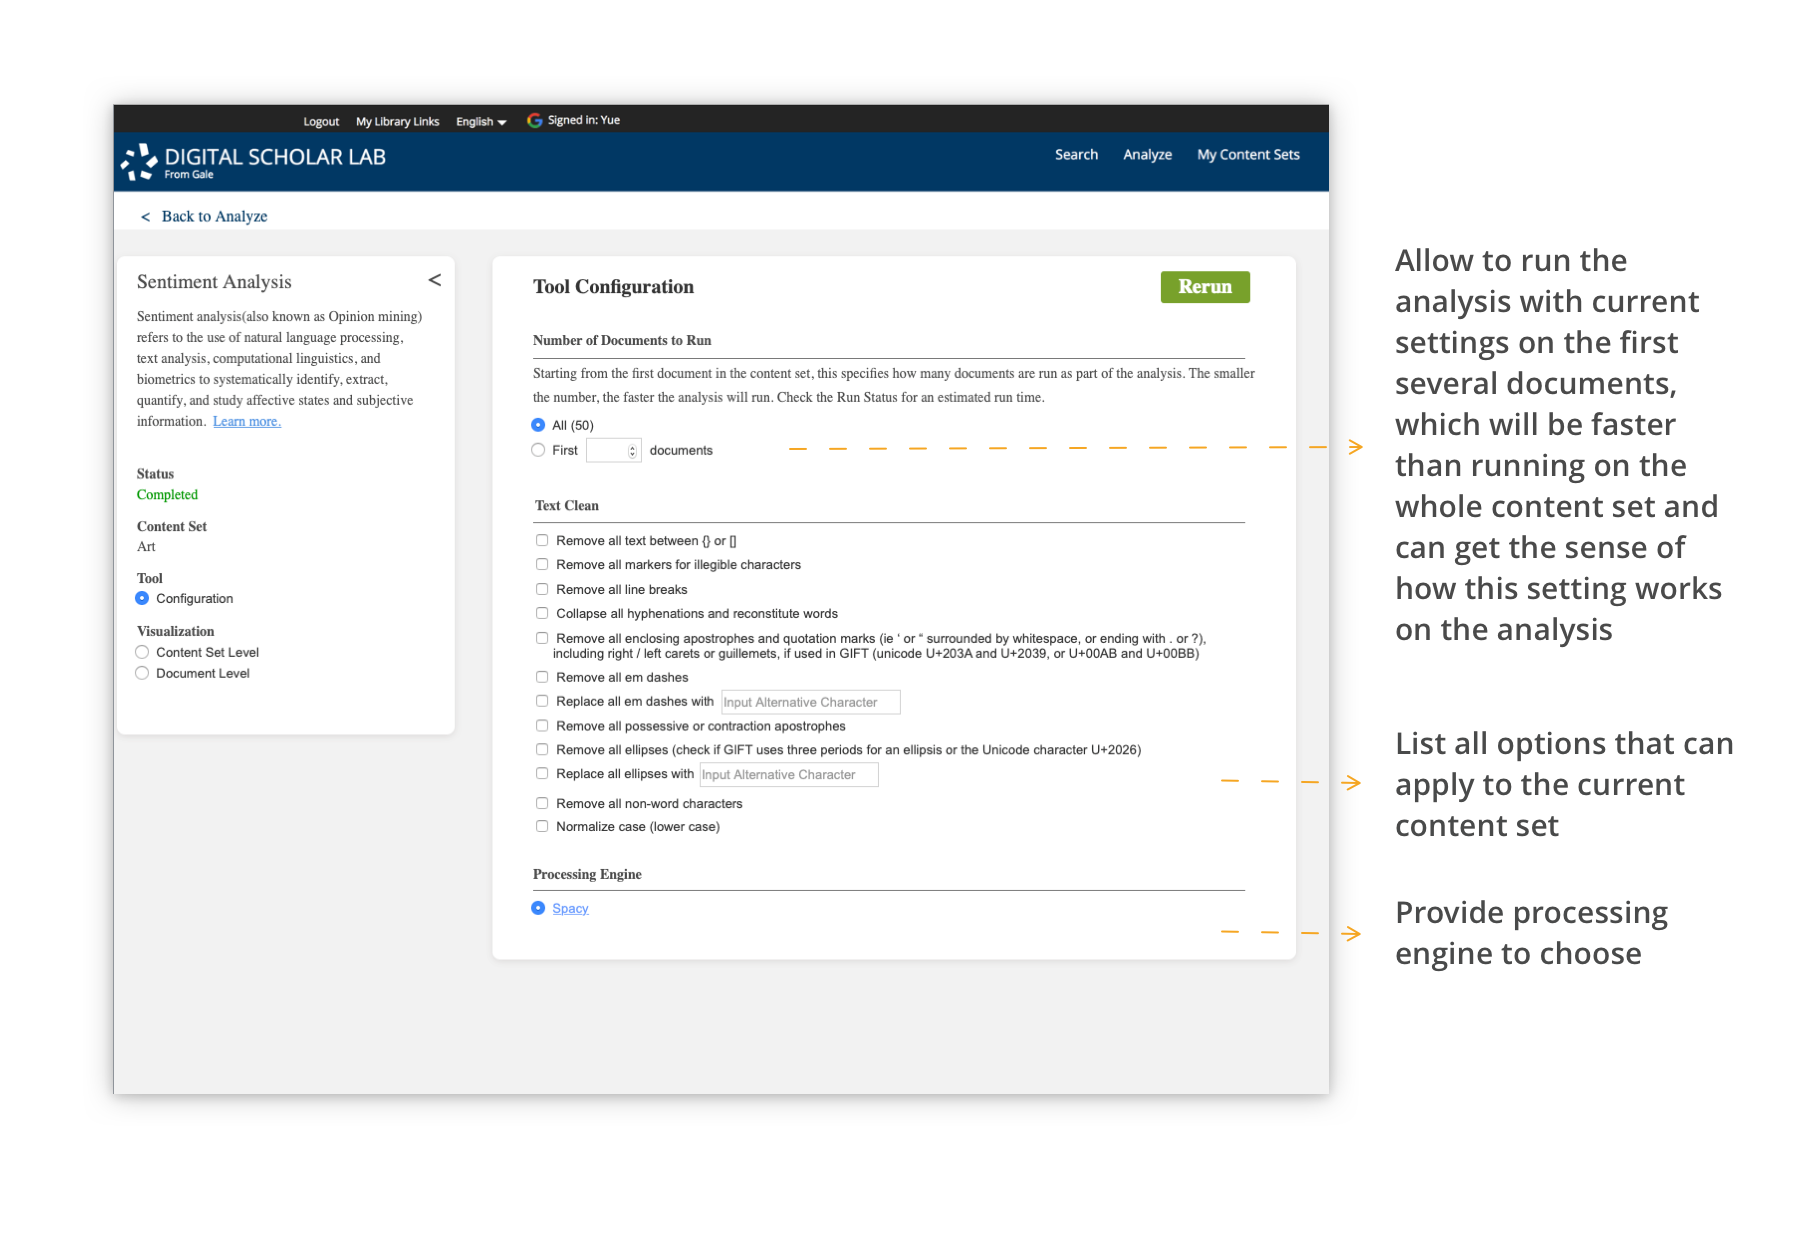 Logout My Library Links English Signed in: Yue
DIGITAL SCHOLAR LAB
From Gale
Search Analyze My Content Sets
< Back to Analyze
Sentiment Analysis <
Sentiment analysis(also known as Opinion mining)
refers to the use of natural language processing,
text analysis, computational linguistics, and
biometrics to systematically identify, extract,
quantify, and study affective states and subjective
information. Learn more.
Status
Completed
Content Set
Art
Tool
Configuration
Visualization
Content Set Level
Document Level
Tool Configuration
Rerun
Number of Documents to Run
Starting from the first document in the content set, this specifies how many documents are run as part of the analysis. The smaller
the number, the faster the analysis will run. Check the Run Status for an estimated run time.
All (50)
First documents
Text Clean
Remove all text between {} or []
Remove all markers for illegible characters
Remove all line breaks
Collapse all hyphenations and reconstitute words
Remove all enclosing apostrophes and quotation marks (ie ‘ or “ surrounded by whitespace, or ending with . or ?),
including right / left carets or guillemets, if used in GIFT (unicode U+203A and U+2039, or U+00AB and U+00BB)
Remove all em dashes
Replace all em dashes with Input Alternative Character
Remove all possessive or contraction apostrophes
Remove all ellipses (check if GIFT uses three periods for an ellipsis or the Unicode character U+2026)
Replace all ellipses with Input Alternative Character
Remove all non-word characters
Normalize case (lower case)
Processing Engine
Spacy
Allow to run the
analysis with current
settings on the first
several documents,
which will be faster
than running on the
whole content set and
can get the sense of
how this setting works
on the analysis
List all options that can
apply to the current
content set
Provide processing
engine to choose